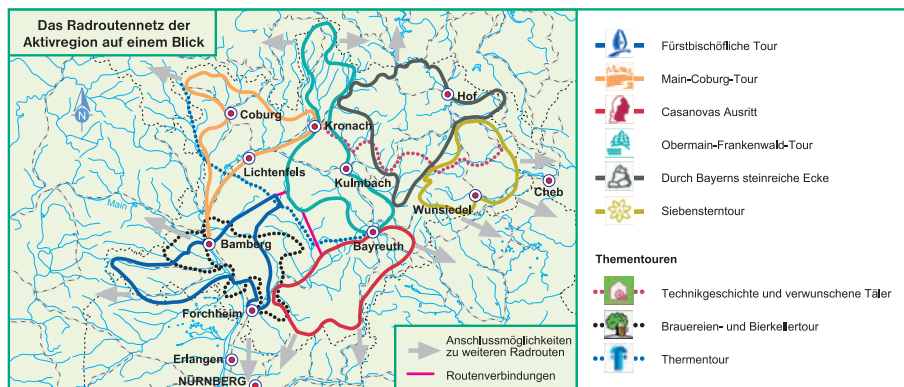 Das Radroutennetz der
Aktivregion auf einem Blick
N
Coburg
Kronach
Hof
Lichtenfels
Kulmbach
Cheb
Wunsiedel
Main
Bamberg
Bayreuth
Forchheim
Erlangen
NÜRNBERG
Anschlussmöglichkeiten
zu weiteren Radrouten
Routenverbindungen
Fürstbischöfliche Tour
Main-Coburg-Tour
Casanovas Ausritt
Obermain-Frankenwald-Tour
Durch Bayerns steinreiche Ecke
Siebensterntour
Thementouren
Technikgeschichte und verwunschene Täler
Brauereien- und Bierkellertour
Thermentour